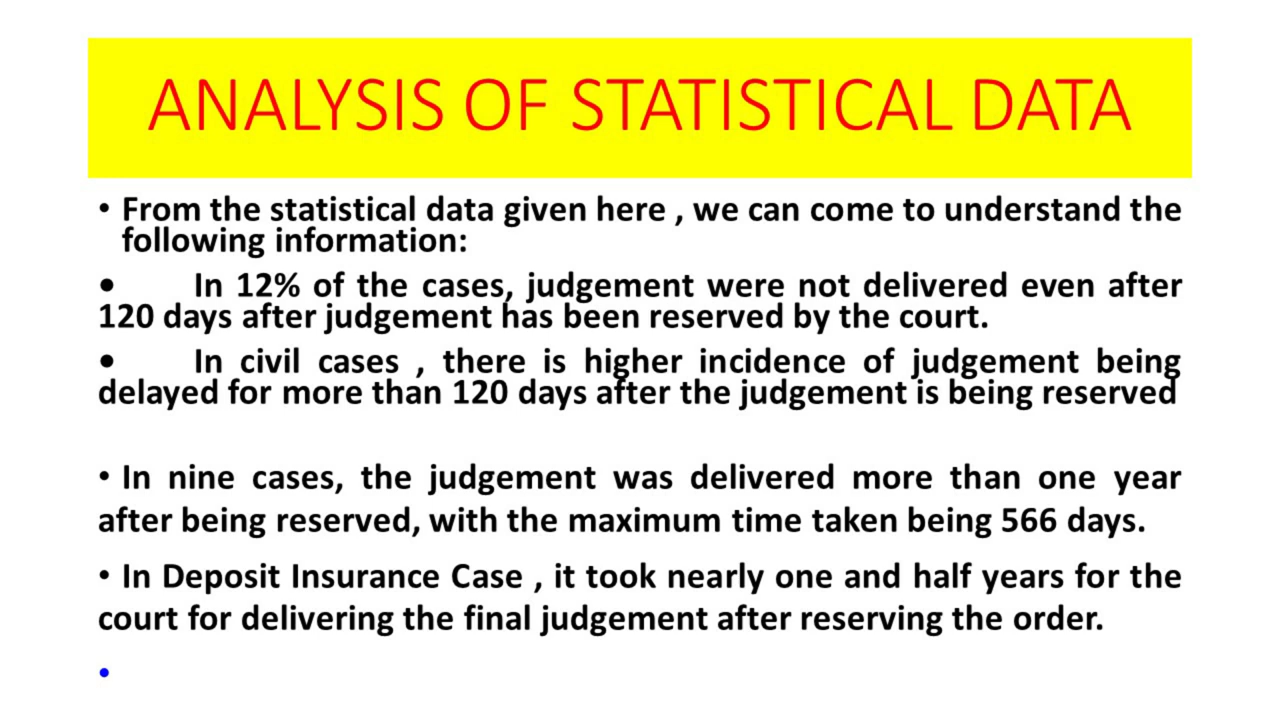 ANALYSIS OF STATISTICAL DATA
• From the statistical data given here , we can come to understand the
following information:
• In 12% of the cases, judgement were not delivered even after
120 days after judgement has been reserved by the court.
• In civil cases , there is higher incidence of judgement being
delayed for more than 120 days after the judgement is being reserved
• In nine cases, the judgement was delivered more than one year
after being reserved, with the maximum time taken being 566 days.
• In Deposit Insurance Case , it took nearly one and half years for the
court for delivering the final judgement after reserving the order.
•